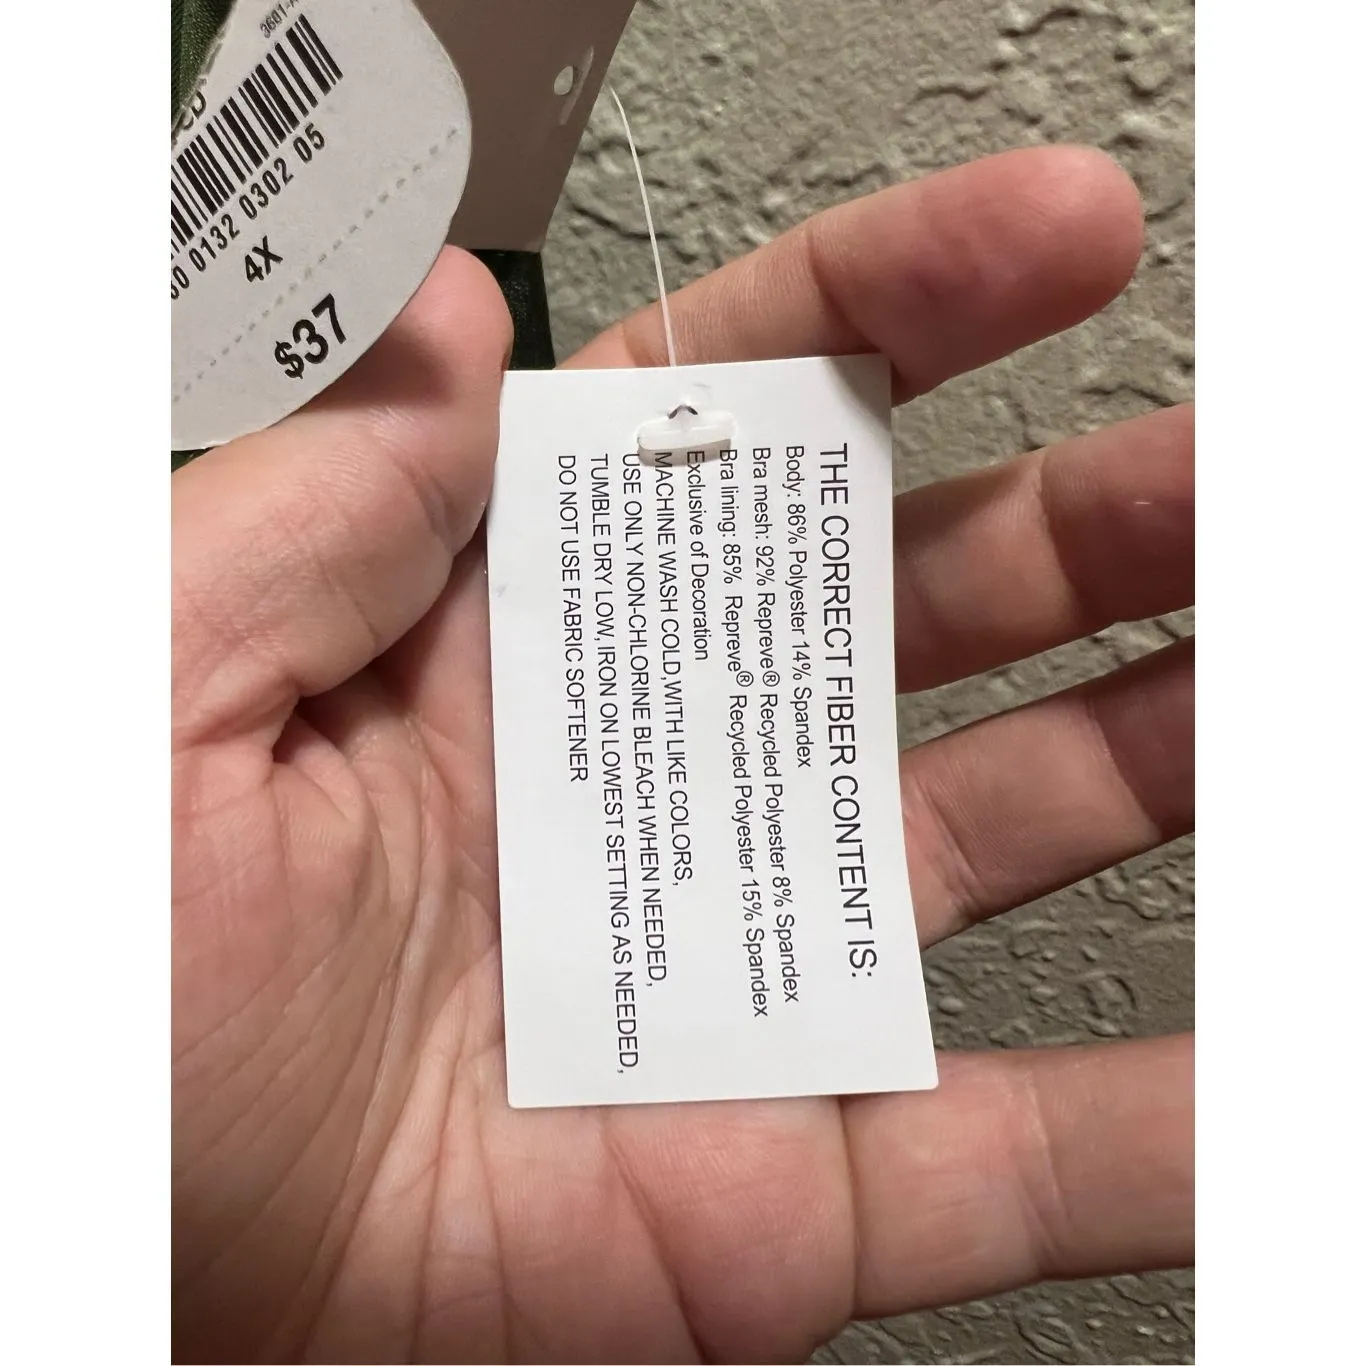 3601-
0132 0302 05
4X
$37
THE CORRECT FIBER CONTENT IS:
Body: 86% Polyester 14% Spandex
Bra mesh: 92% Repreve® Recycled Polyester 8% Spandex
Bra lining: 85% Repreve® Recycled Polyester 15% Spandex
Exclusive of Decoration
MACHINE WASH COLD,WITH LIKE COLORS,
USE ONLY NON-CHLORINE BLEACH WHEN NEEDED,
TUMBLE DRY LOW, IRON ON LOWEST SETTING AS NEEDED,
DO NOT USE FABRIC SOFTENER